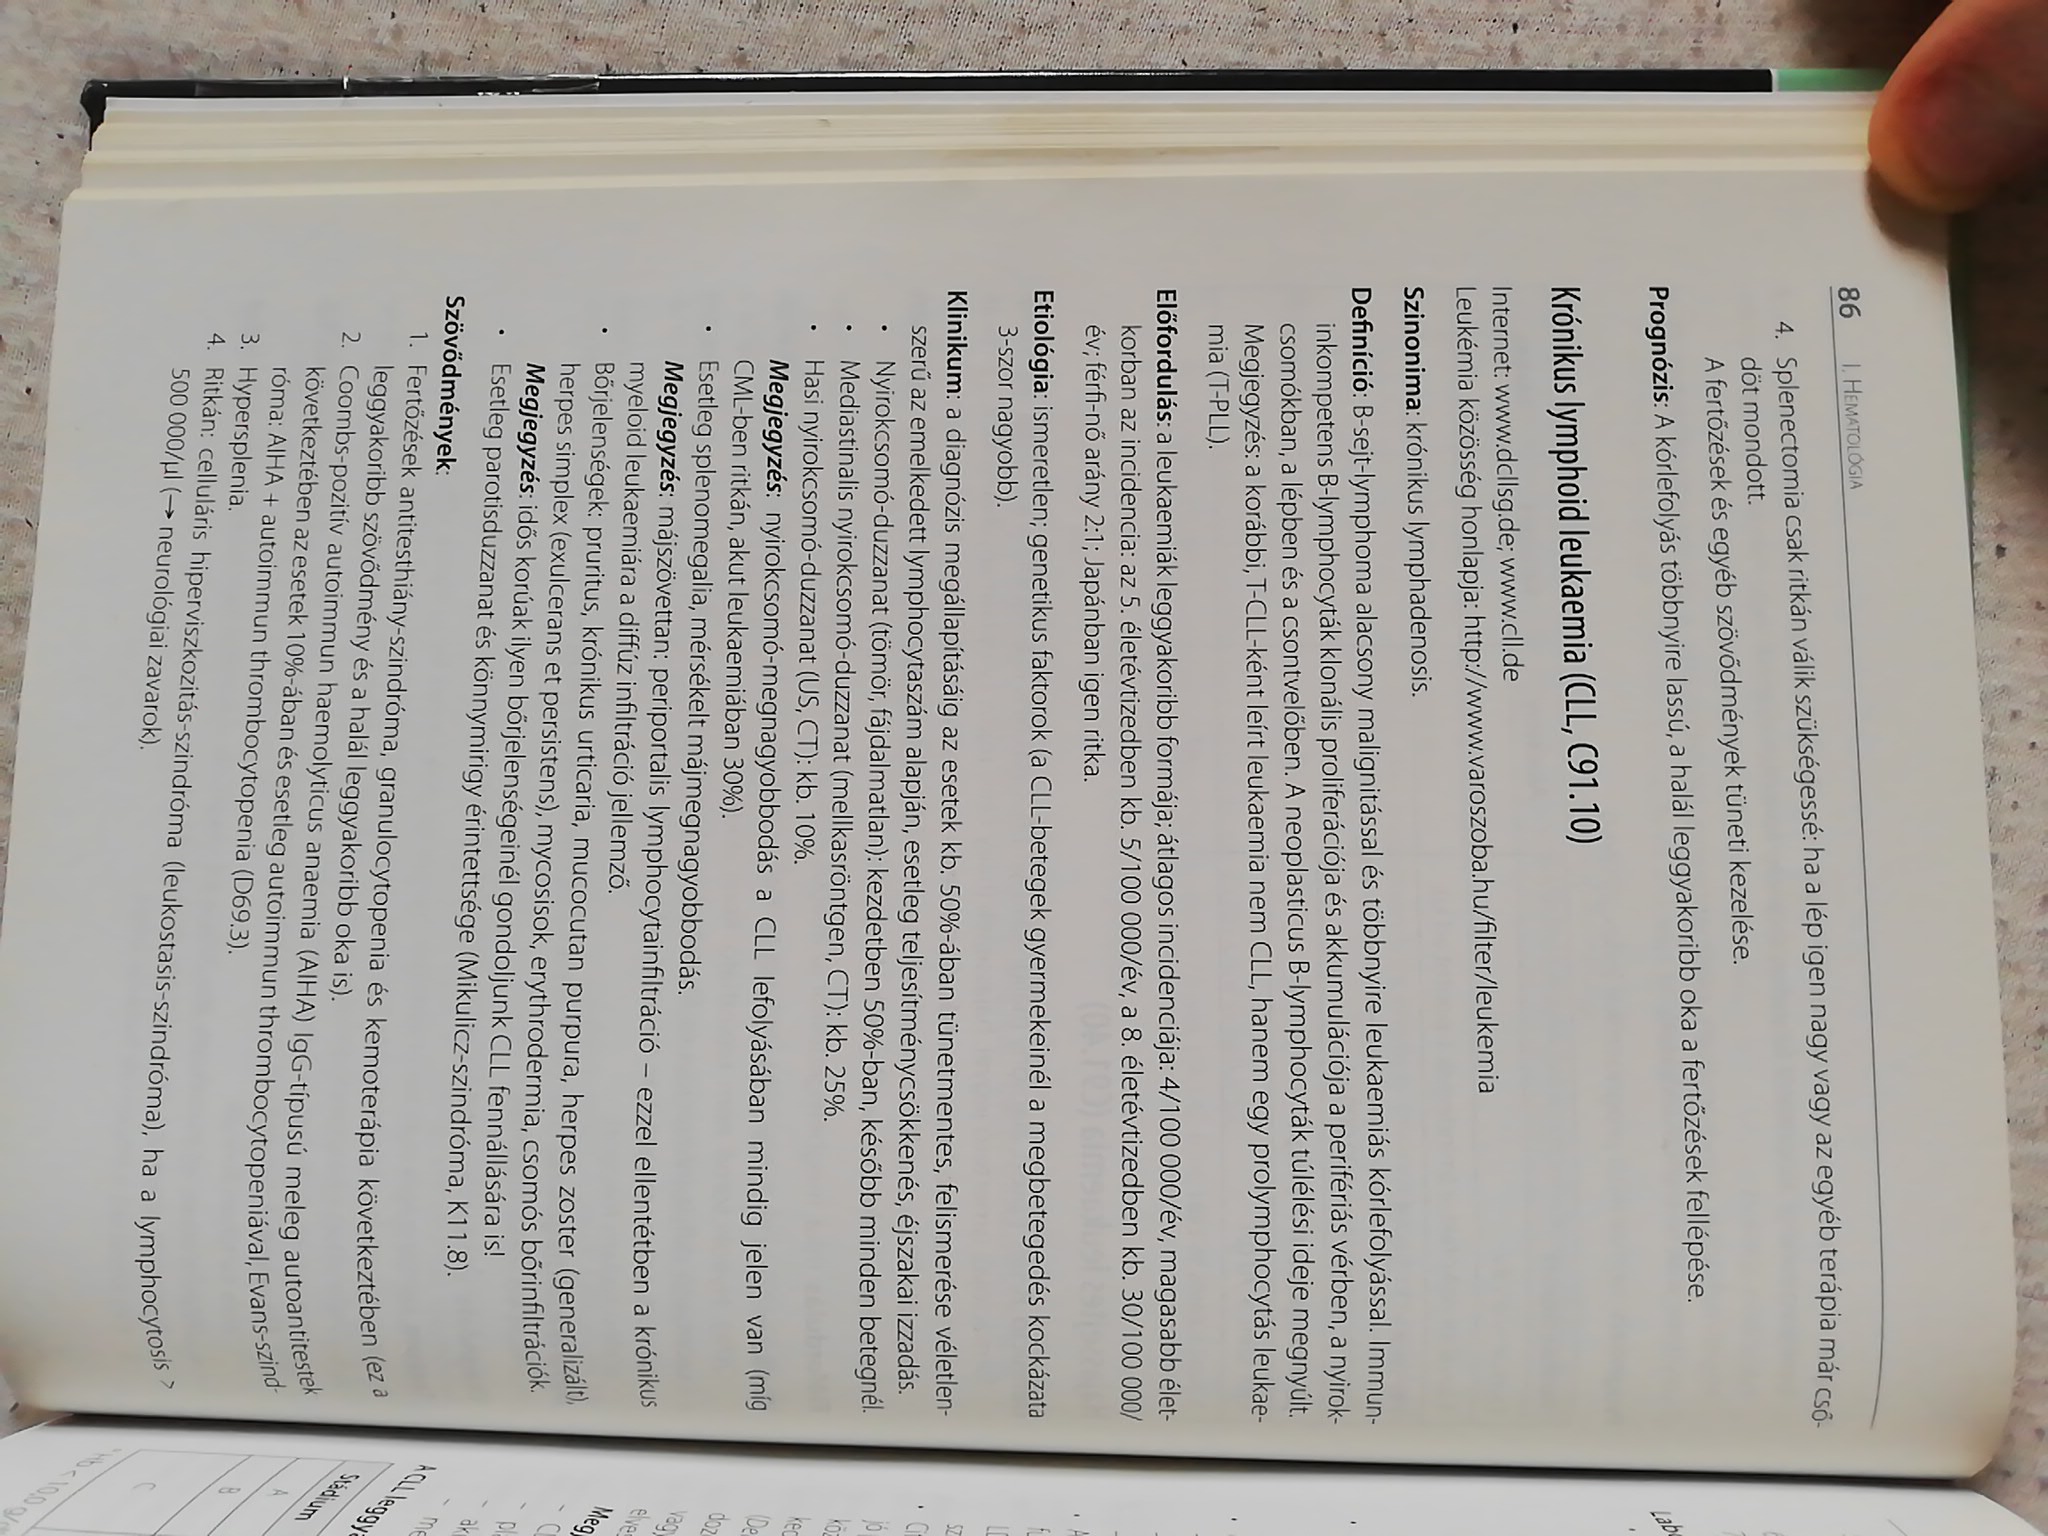 86 I. HEMATOLÓGIA
4. Splenectomia csak ritkán válik szükségessé: ha a lép igen nagy vagy az egyéb terápia már cső-
döt mondott.
A fertőzések és egyéb szövődmények tüneti kezelése.
Prognózis: A kórlefolyás többnyire lassú, a halál leggyakoribb oka a fertőzések fellépése.
Krónikus lymphoid leukaemia (CLL, C91.10)
Internet: www.dcllsg.de; www.cll.de
Leukémia közösség honlapja: http://www.varoszoba.hu/filter/leukemia
Szinonima: krónikus lymphadenosis.
Definíció: B-sejt-lymphoma alacsony malignitással és többnyire leukaemiás kórlefolyással. Immun-
inkompetens B-lymphocyták klonális proliferációja és akkumulációja a perifériás vérben, a nyirok-
csomókban, a lépben és a csontvelőben. A neoplasticus B-lymphocyták túlélési ideje megnyúlt.
Megjegyzés: a korábbi, T-CLL-ként leírt leukaemia nem CLL, hanem egy prolymphocytás leukae-
mia (T-PLL).
Előfordulás: a leukaemiák leggyakoribb formája; átlagos incidenciája: 4/100 000/év, magasabb élet-
korban az incidencia: az 5. életévtizedben kb. 5/100 000/év, a 8. életévtizedben kb. 30/100 000/
év; férfi-nő arány 2:1; Japánban igen ritka.
Etiológia: ismeretlen; genetikus faktorok (a CLL-betegek gyermekeinél a megbetegedés kockázata
3-szor nagyobb).
Klinikum: a diagnózis megállapításáig az esetek kb. 50%-ában tünetmentes, felismerése véletlen-
szerű az emelkedett lymphocytaszám alapján, esetleg teljesítménycsökkenés, éjszakai izzadás.
• Nyirokcsomó-duzzanat (tömör, fájdalmatlan): kezdetben 50%-ban, később minden betegnél.
• Mediastinalis nyirokcsomó-duzzanat (mellkasröntgen, CT): kb. 25%.
• Hasi nyirokcsomó-duzzanat (US, CT): kb. 10%.
Megjegyzés: nyirokcsomó-megnagyobbodás a CLL lefolyásában mindig jelen van (míg
CML-ben ritkán, akut leukaemiában 30%).
• Esetleg splenomegalia, mérsékelt májmegnagyobbodás.
Megjegyzés: májszövettan: periportalis lymphocytainfiltráció – ezzel ellentétben a krónikus
myeloid leukaemiára a diffúz infiltráció jellemző.
• Bőrjelenségek: pruritus, krónikus urticaria, mucocutan purpura, herpes zoster (generalizált),
herpes simplex (exulcerans et persistens), mycosisok, erythrodermia, csomós bőrinfiltrációk.
Megjegyzés: idős korúak ilyen bőrjelenségeinél gondoljunk CLL fennállására is!
• Esetleg parotisduzzanat és könnymirigy érintettsége (Mikulicz-szindróma, K11.8).
Szövődmények:
1. Fertőzések antitesthiány-szindróma, granulocytopenia és kemoterápia következtében (ez a
leggyakoribb szövődmény és a halál leggyakoribb oka is).
2. Coombs-pozitív autoimmun haemolyticus anaemia (AIHA) IgG-típusú meleg autoantitestek
következtében az esetek 10%-ában és esetleg autoimmun thrombocytopeniával, Evans-szind-
róma: AIHA + autoimmun thrombocytopenia (D69.3).
3. Hypersplenia.
4. Ritkán: celluláris hiperviszkozitás-szindróma (leukostasis-szindróma), ha a lymphocytosis >
500 000/µl (→ neurológiai zavarok).
Stádium
A
B
C